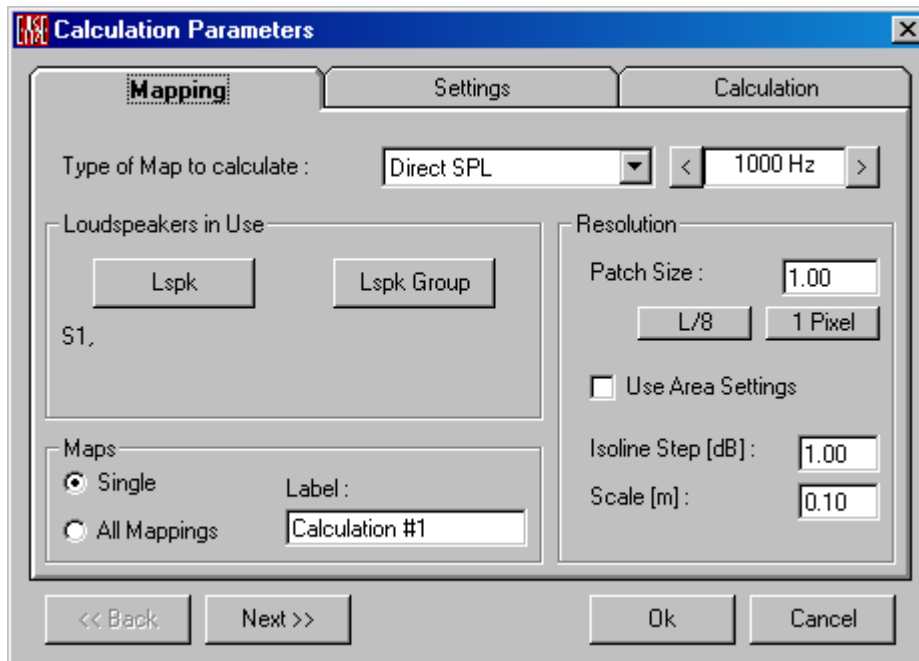 EASE
Calculation Parameters
Mapping
Settings
Calculation
Type of Map to calculate :
Direct SPL
<
1000 Hz
>
Loudspeakers in Use
Lspk
Lspk Group
S1,
Resolution
Patch Size :
1.00
L/8
1 Pixel
Use Area Settings
Isoline Step [dB] :
1.00
Scale [m] :
0.10
Maps
Single
All Mappings
Label :
Calculation #1
<< Back
Next >>
Ok
Cancel